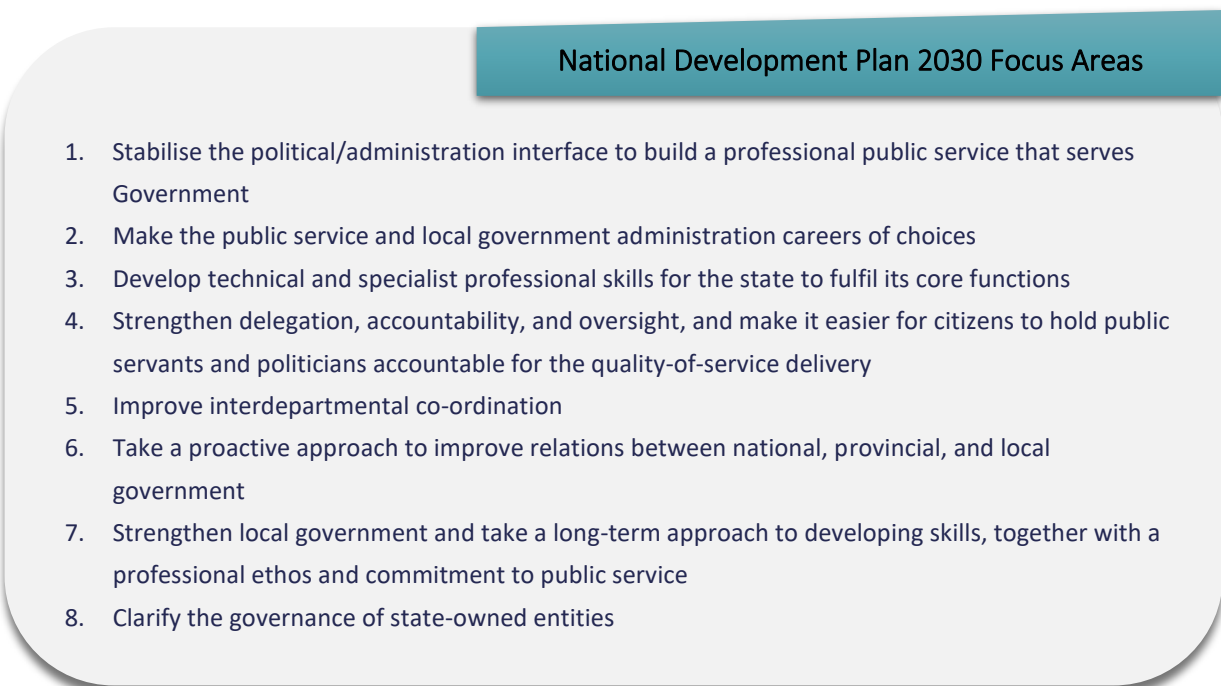 National Development Plan 2030 Focus Areas
1. Stabilise the political/administration interface to build a professional public service that serves
Government
2. Make the public service and local government administration careers of choices
3. Develop technical and specialist professional skills for the state to fulfil its core functions
4. Strengthen delegation, accountability, and oversight, and make it easier for citizens to hold public
servants and politicians accountable for the quality-of-service delivery
5. Improve interdepartmental co-ordination
6. Take a proactive approach to improve relations between national, provincial, and local
government
7. Strengthen local government and take a long-term approach to developing skills, together with a
professional ethos and commitment to public service
8. Clarify the governance of state-owned entities